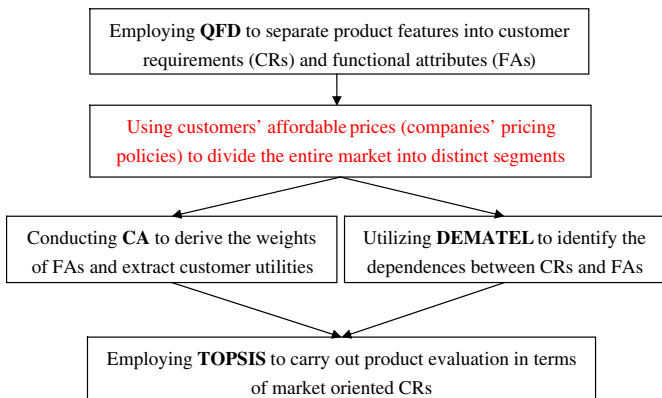 Employing QFD to separate product features into customer
requirements (CRs) and functional attributes (FAs)
Using customers' affordable prices (companies' pricing
policies) to divide the entire market into distinct segments
Conducting CA to derive the weights
of FAs and extract customer utilities
Utilizing DEMATEL to identify the
dependences between CRs and FAs
Employing TOPSIS to carry out product evaluation in terms
of market oriented CRs